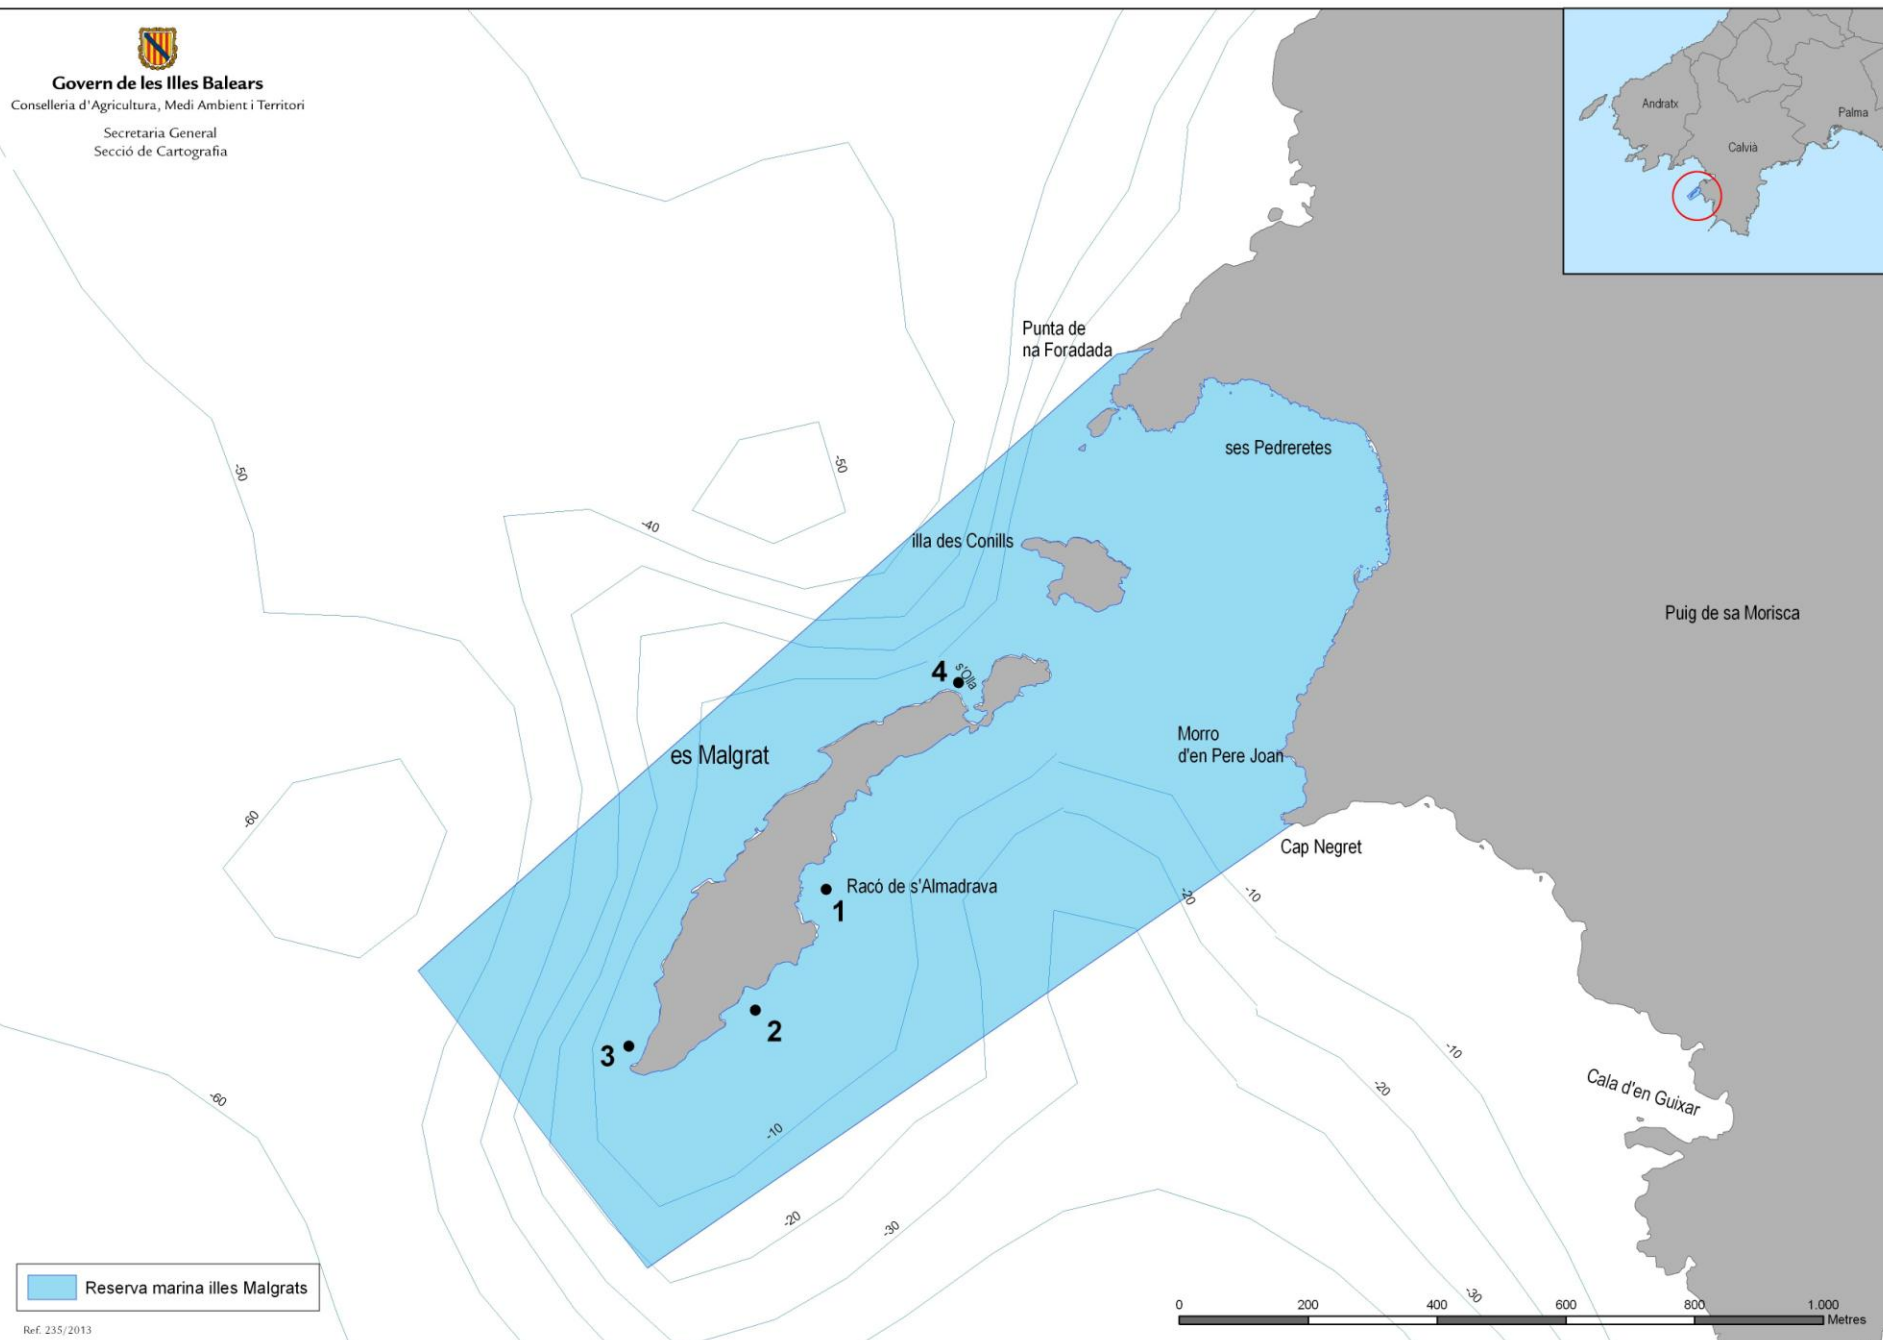 Govern de les Illes Balears
Conselleria d'Agricultura, Medi Ambient i Territori
Secretaria General
Secció de Cartografia
Andratx
Palma
Calvià
Punta de
na Foradada
ses Pedreretes
-50
-50
-40
illa des Conills
Puig de sa Morisca
4
s'Olla
Morro
d'en Pere Joan
es Malgrat
-60
Cap Negret
Racó de s'Almadrava
-20
-10
1
2
3
-10
-60
-20
Cala d'en Guixar
-10
-20
-30
-30
Reserva marina illes Malgrats
0 200 400 600 800 1.000
Metres
Ref. 235/2013